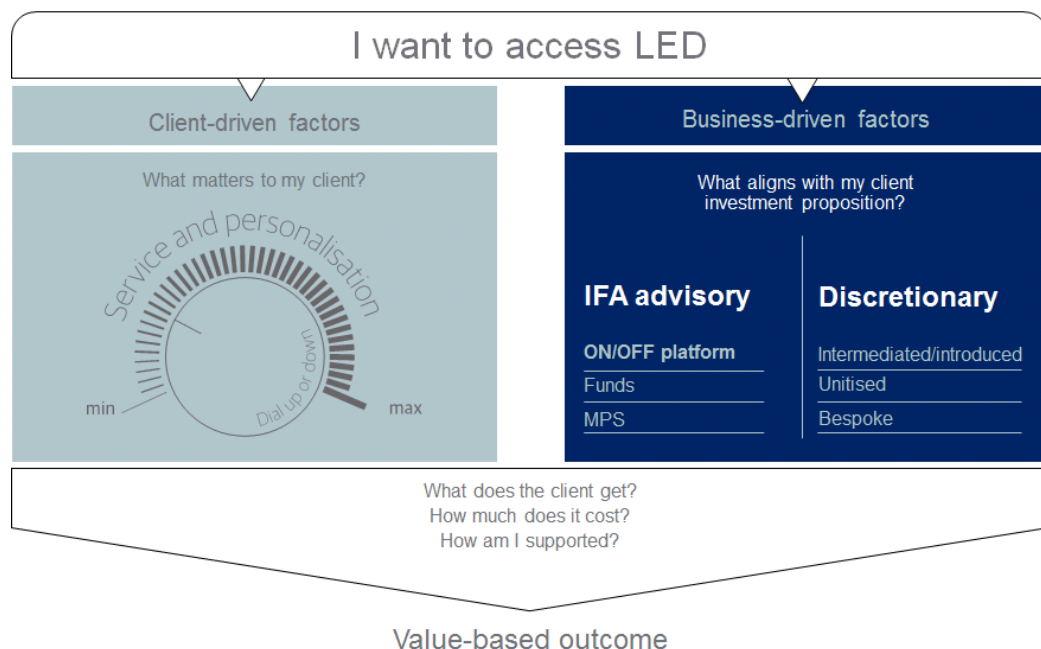 I want to access LED
Client-driven factors
What matters to my client?
Service and personalisation
Dial up or down
min
max
Business-driven factors
What aligns with my client
investment proposition?
IFA advisory
ON/OFF platform
Funds
MPS
Discretionary
Intermediated/introduced
Unitised
Bespoke
What does the client get?
How much does it cost?
How am I supported?
Value-based outcome